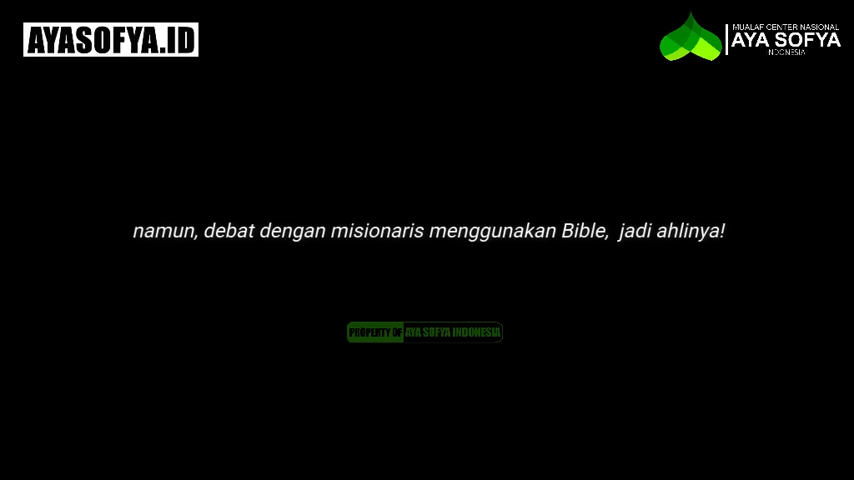 AYASOFYA.ID
MUALAF CENTER NASIONAL
AYA SOFYA
INDONESIA
namun, debat dengan misionaris menggunakan Bible, jadi ahlinya!
PROPERTY OF AYA SOFYA INDONESIA